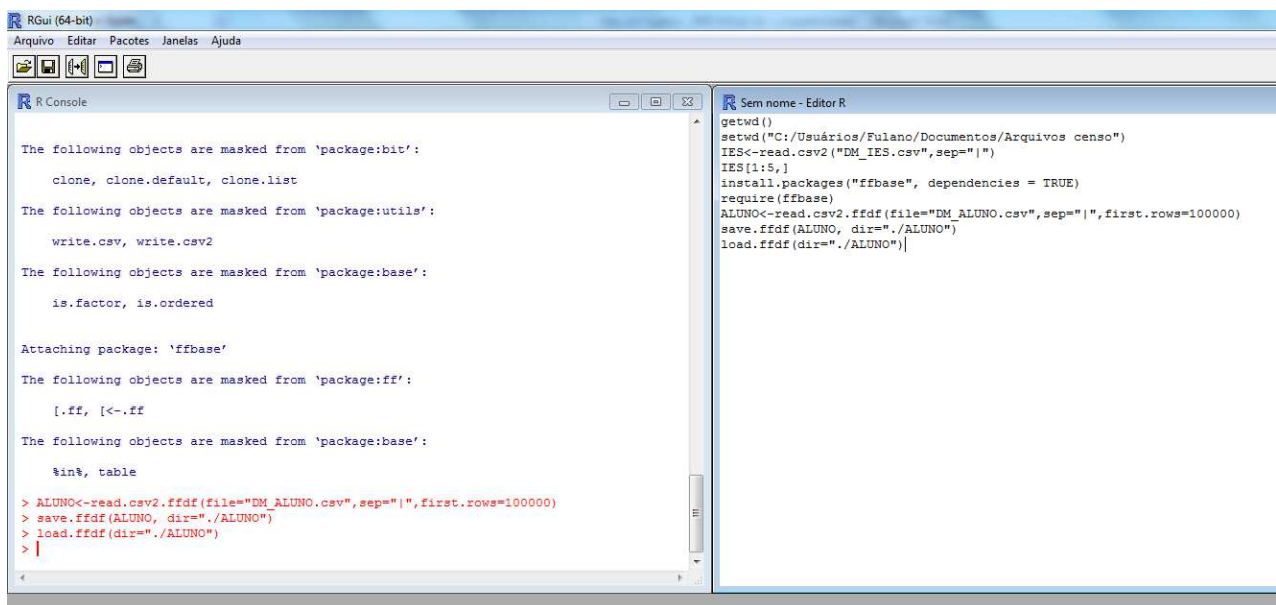 RGui (64-bit)
Arquivo Editar Pacotes Janelas Ajuda
R Console
The following objects are masked from ‘package:bit’:
clone, clone.default, clone.list
The following objects are masked from ‘package:utils’:
write.csv, write.csv2
The following objects are masked from ‘package:base’:
is.factor, is.ordered
Attaching package: ‘ffbase’
The following objects are masked from ‘package:ff’:
[.ff, [<-.ff
The following objects are masked from ‘package:base’:
%in%, table
> ALUNO<-read.csv2.ffdf(file="DM_ALUNO.csv",sep="|",first.rows=100000)
> save.ffdf(ALUNO, dir="./ALUNO")
> load.ffdf(dir="./ALUNO")
>
Sem nome - Editor R
getwd()
setwd("C:/Usuários/Fulano/Documentos/Arquivos censo")
IES<-read.csv2("DM_IES.csv",sep="|")
IES[1:5,]
install.packages("ffbase", dependencies = TRUE)
require(ffbase)
ALUNO<-read.csv2.ffdf(file="DM_ALUNO.csv",sep="|",first.rows=100000)
save.ffdf(ALUNO, dir="./ALUNO")
load.ffdf(dir="./ALUNO")